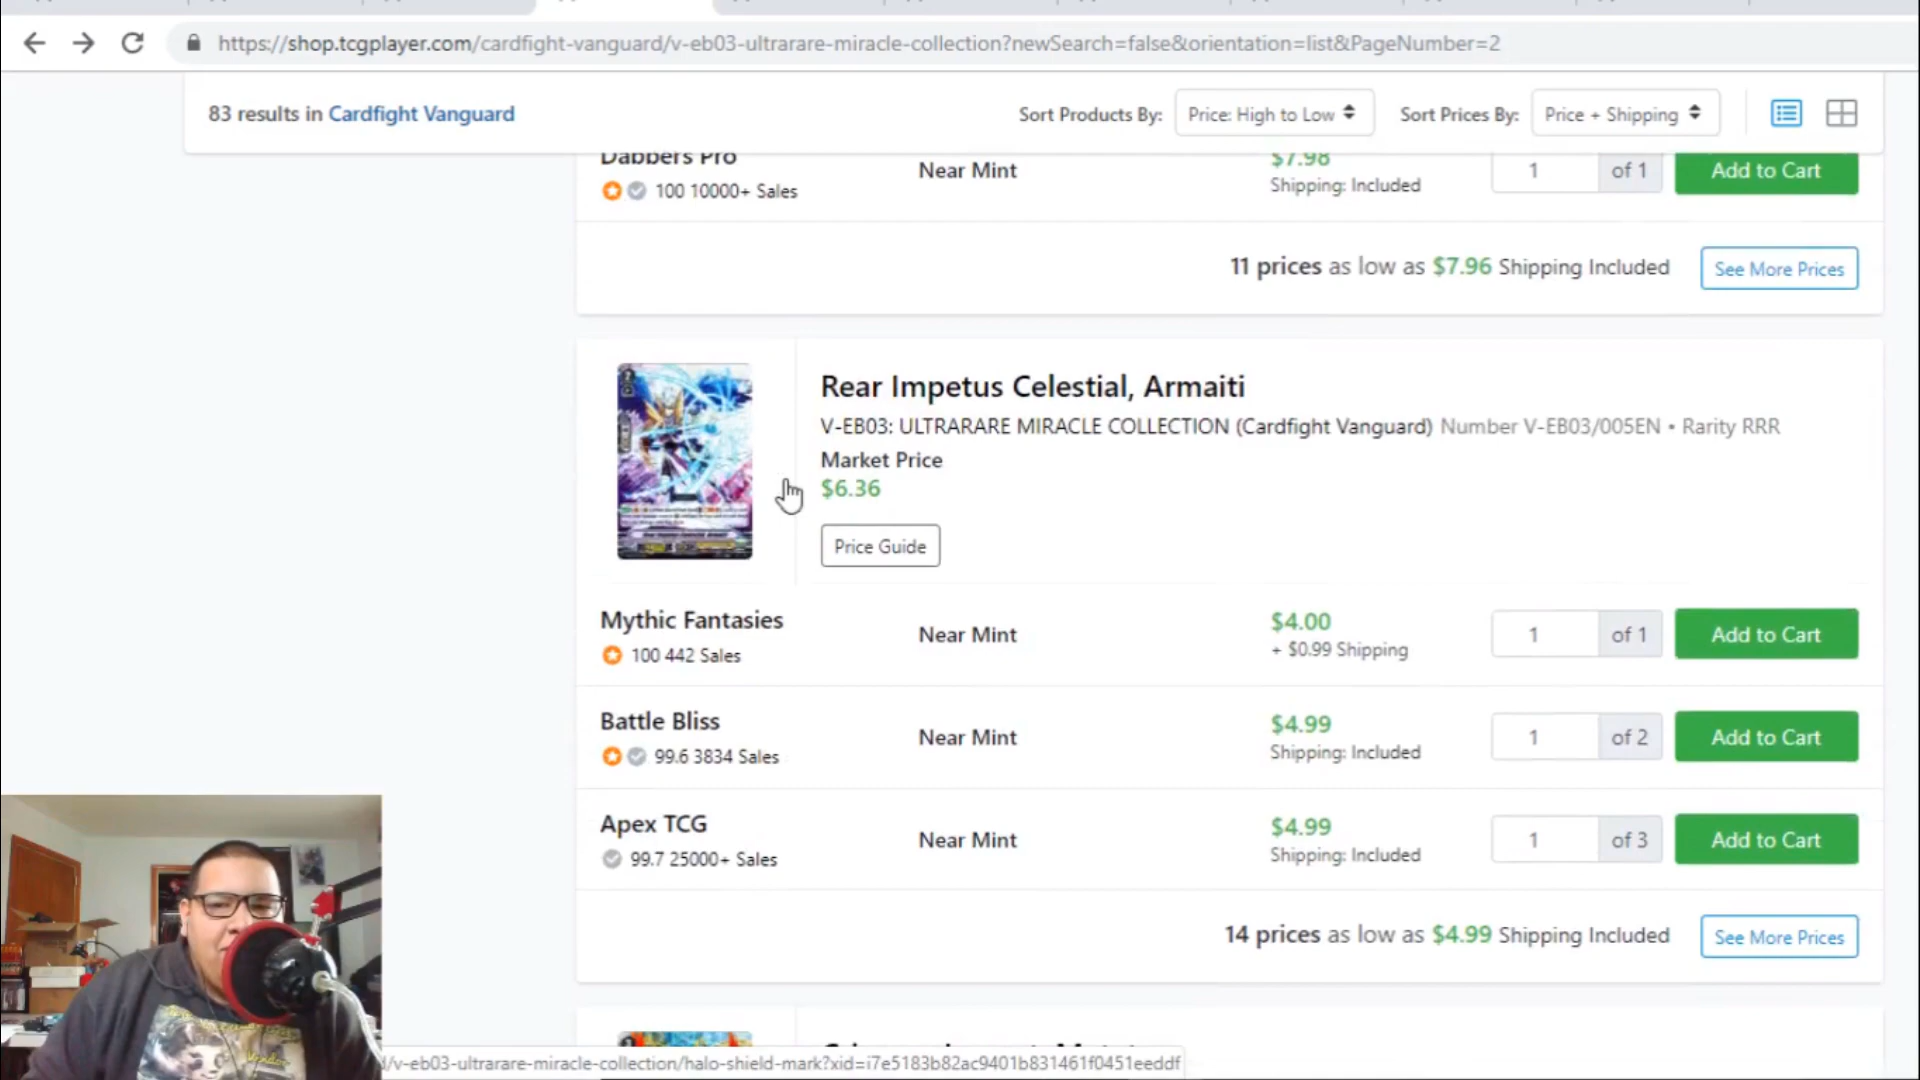 https://shop.tcgplayer.com/cardfight-vanguard/v-eb03-ultrarare-miracle-collection?newSearch=false&orientation=list&PageNumber=2
83 results in Cardfight Vanguard
Sort Products By: Price: High to Low
Sort Prices By: Price + Shipping
Dabbers Pro
100 10000+ Sales
Near Mint
$7.98
Shipping: Included
1 of 1
Add to Cart
11 prices as low as $7.96 Shipping Included
See More Prices
Rear Impetus Celestial, Armaiti
V-EB03: ULTRARARE MIRACLE COLLECTION (Cardfight Vanguard) Number V-EB03/005EN • Rarity RRR
Market Price
$6.36
Price Guide
Mythic Fantasies
100 442 Sales
Near Mint
$4.00
+ $0.99 Shipping
1 of 1
Add to Cart
Battle Bliss
99.6 3834 Sales
Near Mint
$4.99
Shipping: Included
1 of 2
Add to Cart
Apex TCG
99.7 25000+ Sales
Near Mint
$4.99
Shipping: Included
1 of 3
Add to Cart
14 prices as low as $4.99 Shipping Included
See More Prices
/v-eb03-ultrarare-miracle-collection/halo-shield-mark?xid=i7e5183b82ac9401b831461f0451eeddf